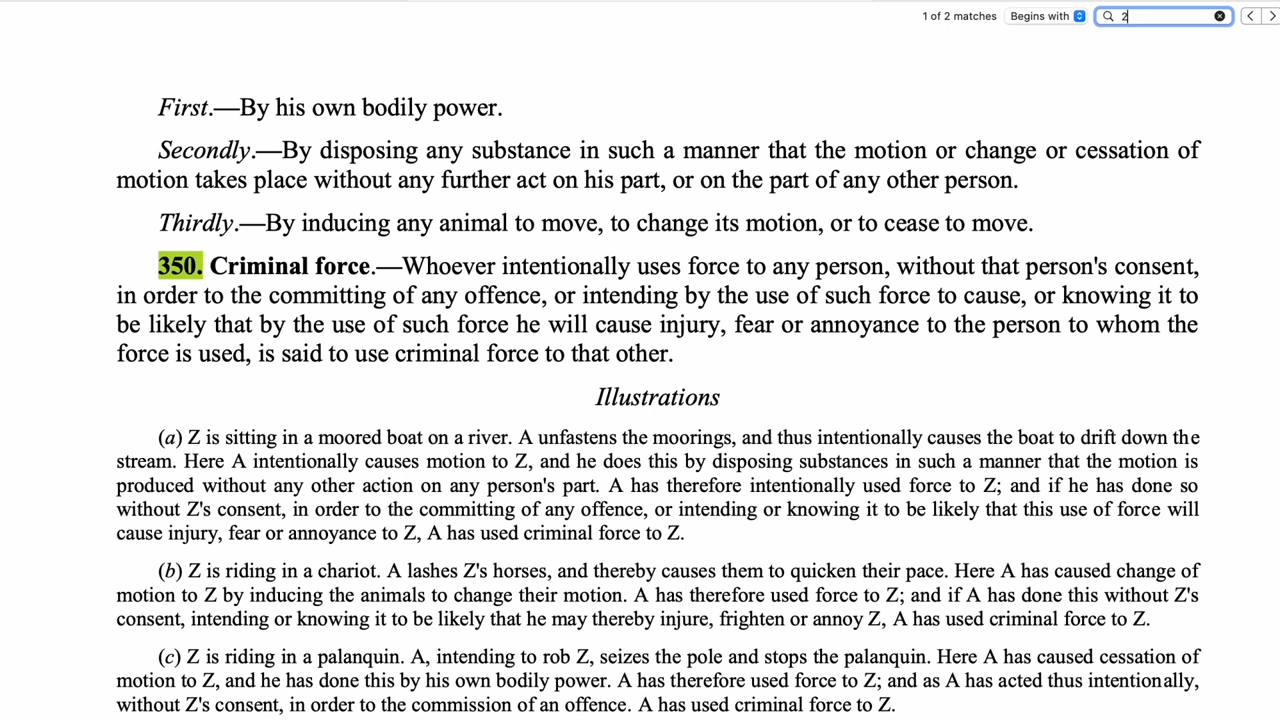 1 of 2 matches Begins with 2
First.—By his own bodily power.
Secondly.—By disposing any substance in such a manner that the motion or change or cessation of
motion takes place without any further act on his part, or on the part of any other person.
Thirdly.—By inducing any animal to move, to change its motion, or to cease to move.
350. Criminal force.—Whoever intentionally uses force to any person, without that person's consent,
in order to the committing of any offence, or intending by the use of such force to cause, or knowing it to
be likely that by the use of such force he will cause injury, fear or annoyance to the person to whom the
force is used, is said to use criminal force to that other.
Illustrations
(a) Z is sitting in a moored boat on a river. A unfastens the moorings, and thus intentionally causes the boat to drift down the
stream. Here A intentionally causes motion to Z, and he does this by disposing substances in such a manner that the motion is
produced without any other action on any person's part. A has therefore intentionally used force to Z; and if he has done so
without Z's consent, in order to the committing of any offence, or intending or knowing it to be likely that this use of force will
cause injury, fear or annoyance to Z, A has used criminal force to Z.
(b) Z is riding in a chariot. A lashes Z's horses, and thereby causes them to quicken their pace. Here A has caused change of
motion to Z by inducing the animals to change their motion. A has therefore used force to Z; and if A has done this without Z's
consent, intending or knowing it to be likely that he may thereby injure, frighten or annoy Z, A has used criminal force to Z.
(c) Z is riding in a palanquin. A, intending to rob Z, seizes the pole and stops the palanquin. Here A has caused cessation of
motion to Z, and he has done this by his own bodily power. A has therefore used force to Z; and as A has acted thus intentionally,
without Z's consent, in order to the commission of an offence. A has used criminal force to Z.